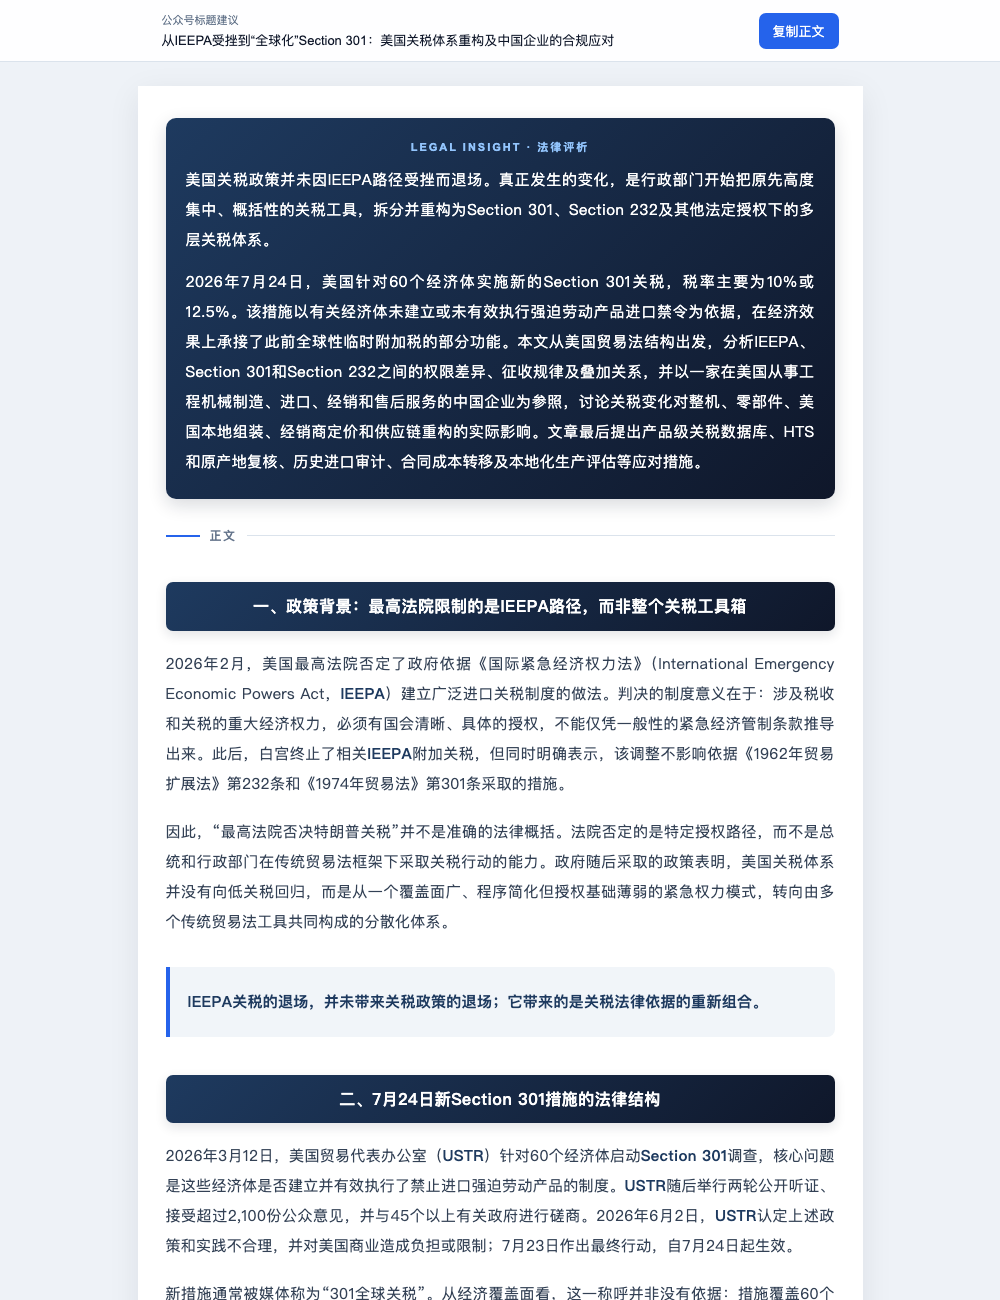 公众号标题建议
从IEEPA受挫到“全球化”Section 301：美国关税体系重构及中国企业的合规应对
复制正文
LEGAL INSIGHT · 法律评析
美国关税政策并未因IEEPA路径受挫而退场。真正发生的变化，是行政部门开始把原先高度
集中、概括性的关税工具，拆分并重构为Section 301、Section 232及其他法定授权下的多
层关税体系。
2026年7月24日，美国针对60个经济体实施新的Section 301关税，税率主要为10%或
12.5%。该措施以有关经济体未建立或未有效执行强迫劳动产品进口禁令为依据，在经济效
果上承接了此前全球性临时附加税的部分功能。本文从美国贸易法结构出发，分析IEEPA、
Section 301和Section 232之间的权限差异、征收规律及叠加关系，并以一家在美国从事工
程机械制造、进口、经销和售后服务的中国企业为参照，讨论关税变化对整机、零部件、美
国本地组装、经销商定价和供应链重构的实际影响。文章最后提出产品级关税数据库、HTS
和原产地复核、历史进口审计、合同成本转移及本地化生产评估等应对措施。
正文
一、政策背景：最高法院限制的是IEEPA路径，而非整个关税工具箱
2026年2月，美国最高法院否定了政府依据《国际紧急经济权力法》（International Emergency
Economic Powers Act，IEEPA）建立广泛进口关税制度的做法。判决的制度意义在于：涉及税收
和关税的重大经济权力，必须有国会清晰、具体的授权，不能仅凭一般性的紧急经济管制条款推导
出来。此后，白宫终止了相关IEEPA附加关税，但同时明确表示，该调整不影响依据《1962年贸易
扩展法》第232条和《1974年贸易法》第301条采取的措施。
因此，“最高法院否决特朗普关税”并不是准确的法律概括。法院否定的是特定授权路径，而不是总
统和行政部门在传统贸易法框架下采取关税行动的能力。政府随后采取的政策表明，美国关税体系
并没有向低关税回归，而是从一个覆盖面广、程序简化但授权基础薄弱的紧急权力模式，转向由多
个传统贸易法工具共同构成的分散化体系。
IEEPA关税的退场，并未带来关税政策的退场；它带来的是关税法律依据的重新组合。
二、7月24日新Section 301措施的法律结构
2026年3月12日，美国贸易代表办公室（USTR）针对60个经济体启动Section 301调查，核心问题
是这些经济体是否建立并有效执行了禁止进口强迫劳动产品的制度。USTR随后举行两轮公开听证、
接受超过2,100份公众意见，并与45个以上有关政府进行磋商。2026年6月2日，USTR认定上述政
策和实践不合理，并对美国商业造成负担或限制；7月23日作出最终行动，自7月24日起生效。
新措施通常被媒体称为“301全球关税”。从经济覆盖面看，这一称呼并非没有依据：措施覆盖60个